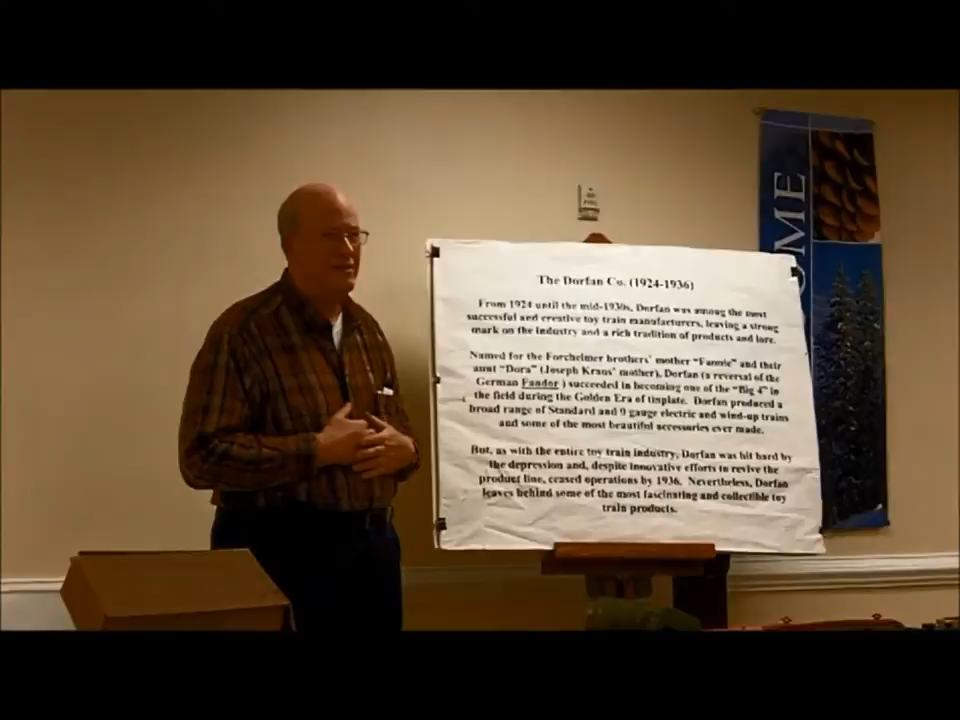 The Dorfan Co. (1924-1936)
From 1924 until the mid-1930s, Dorfan was among the most
successful and creative toy train manufacturers, leaving a strong
mark on the industry and a rich tradition of products and lore.
Named for the Forcheimer brothers' mother "Fannie" and their
aunt "Dora" (Joseph Kraus' mother), Dorfan (a reversal of the
German Fandor ) succeeded in becoming one of the "Big 4" in
the field during the Golden Era of tinplate. Dorfan produced a
broad range of Standard and 0 gauge electric and wind-up trains
and some of the most beautiful accessories ever made.
But, as with the entire toy train industry, Dorfan was hit hard by
the depression and, despite innovative efforts to revive the
product line, ceased operations by 1936. Nevertheless, Dorfan
leaves behind some of the most fascinating and collectible toy
train products.
OME